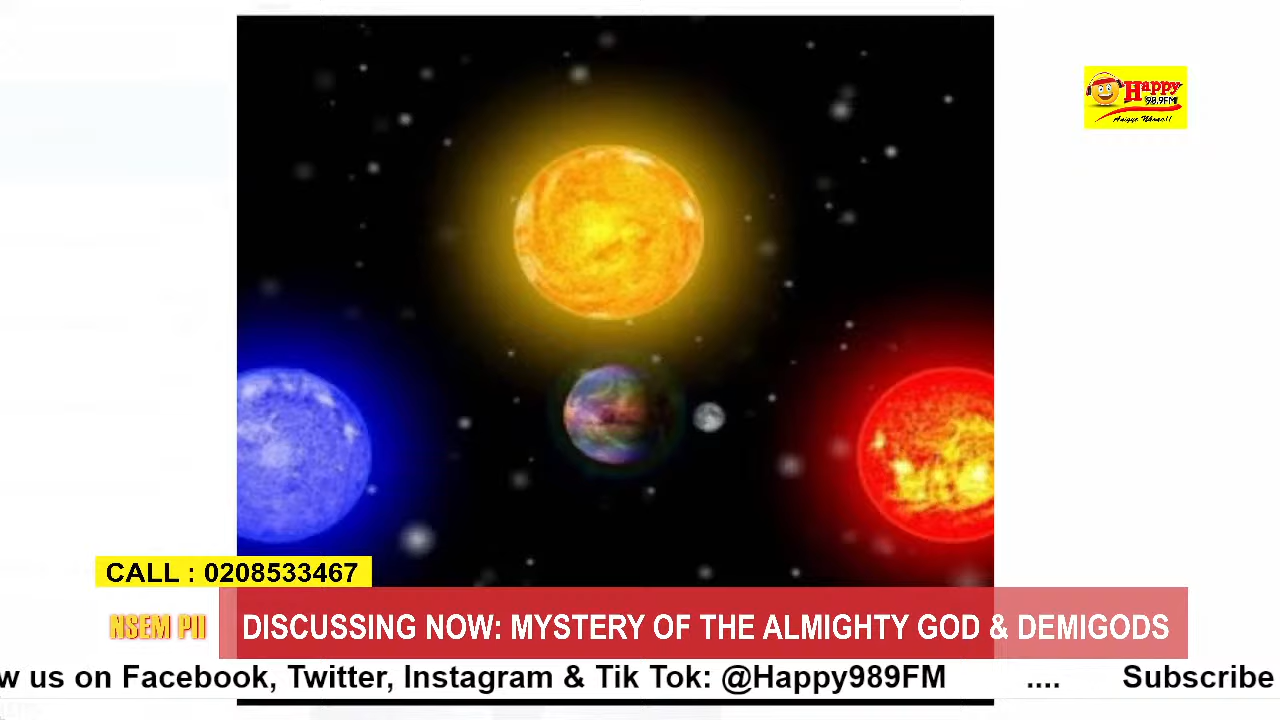 Happy
98.9FM
CALL : 0208533467
NSEM PII
DISCUSSING NOW: MYSTERY OF THE ALMIGHTY GOD & DEMIGODS
w us on Facebook, Twitter, Instagram & Tik Tok: @Happy989FM .... Subscribe